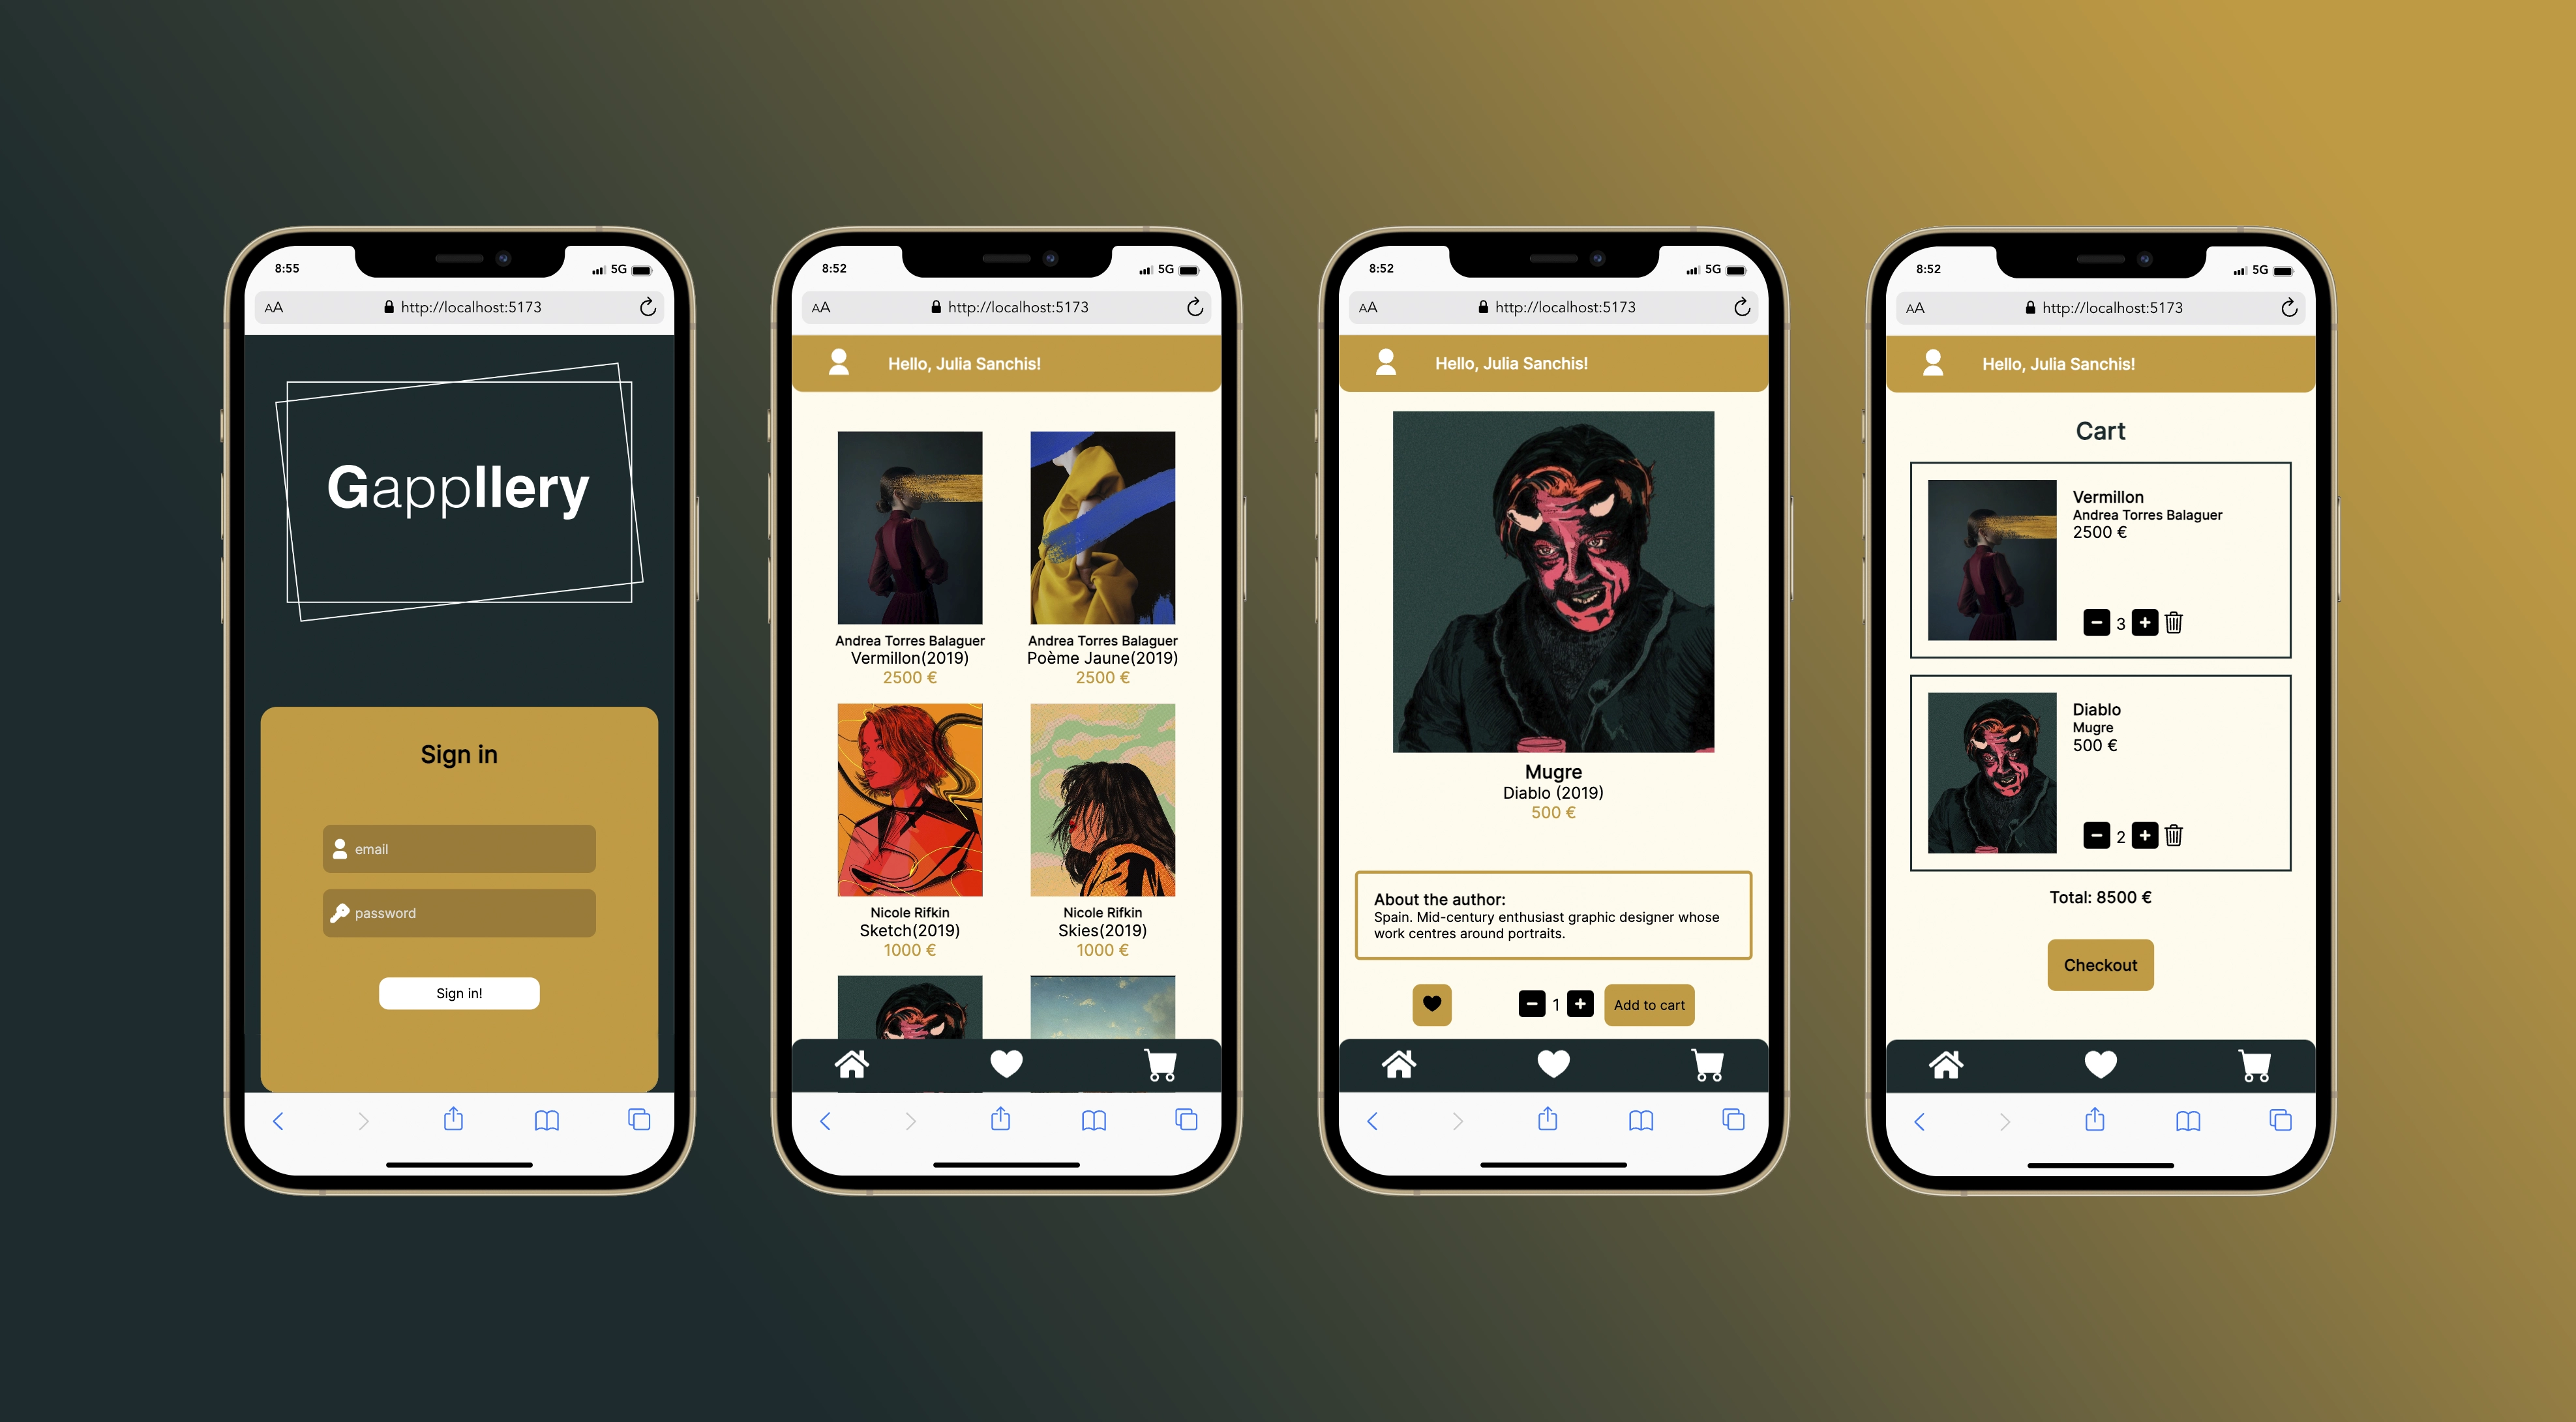 8:55
5G
AA
http://localhost:5173
Gappllery
Sign in
email
password
Sign in!
8:52
5G
AA
http://localhost:5173
Hello, Julia Sanchis!
Andrea Torres Balaguer
Vermillon(2019)
2500 €
Andrea Torres Balaguer
Poème Jaune(2019)
2500 €
Nicole Rifkin
Sketch(2019)
1000 €
Nicole Rifkin
Skies(2019)
1000 €
8:52
5G
AA
http://localhost:5173
Hello, Julia Sanchis!
Mugre
Diablo (2019)
500 €
About the author:
Spain. Mid-century enthusiast graphic designer whose
work centres around portraits.
1
Add to cart
8:52
5G
AA
http://localhost:5173
Hello, Julia Sanchis!
Cart
Vermillon
Andrea Torres Balaguer
2500 €
3
Diablo
Mugre
500 €
2
Total: 8500 €
Checkout